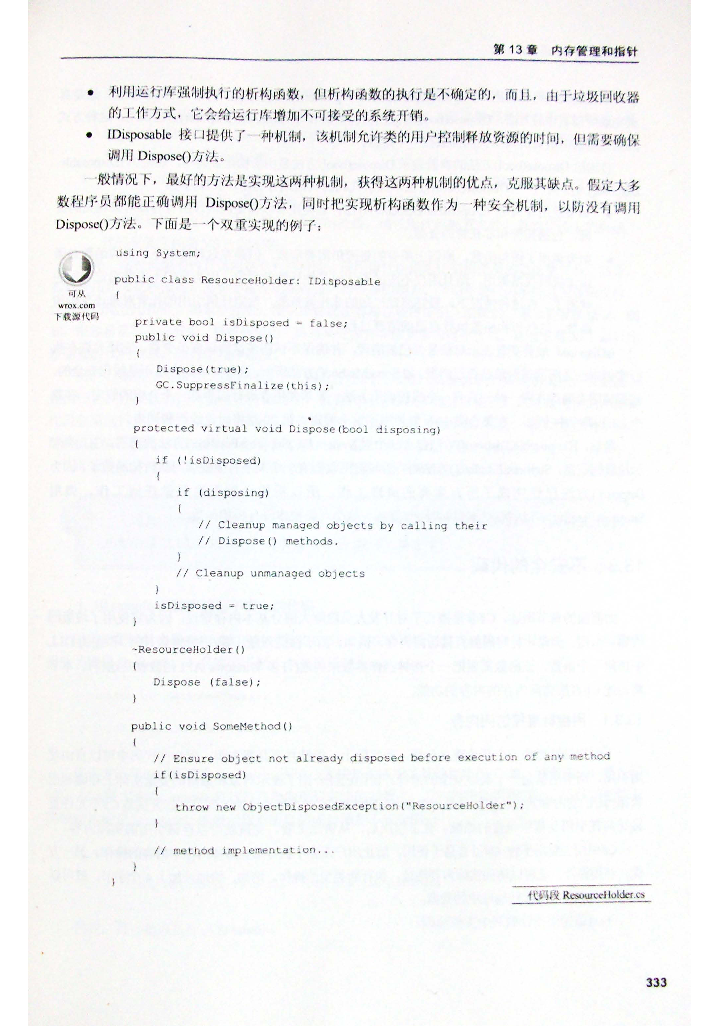 第 13 章 内存管理和指针
● 利用运行库强制执行的析构函数，但析构函数的执行是不确定的，而且，由于垃圾回收器
的工作方式，它会给运行库增加不可接受的系统开销。
● IDisposable 接口提供了一种机制，该机制允许类的用户控制释放资源的时间，但需要确保
调用 Dispose()方法。
一般情况下，最好的方法是实现这两种机制，获得这两种机制的优点，克服其缺点。假定大多
数程序员都能正确调用 Dispose()方法，同时把实现析构函数作为一种安全机制，以防没有调用
Dispose()方法。下面是一个双重实现的例子：
可从
wrox.com
下载源代码
using System;
public class ResourceHolder: IDisposable
{
private bool isDisposed = false;
public void Dispose()
{
Dispose(true);
GC.SuppressFinalize(this);
}
protected virtual void Dispose(bool disposing)
{
if (!isDisposed)
{
if (disposing)
{
// Cleanup managed objects by calling their
// Dispose() methods.
}
// Cleanup unmanaged objects
}
isDisposed = true;
}
~ResourceHolder()
{
Dispose (false);
}
public void SomeMethod()
{
// Ensure object not already disposed before execution of any method
if(isDisposed)
{
throw new ObjectDisposedException("ResourceHolder");
}
// method implementation...
}
}
代码段 ResourceHolder.cs
333